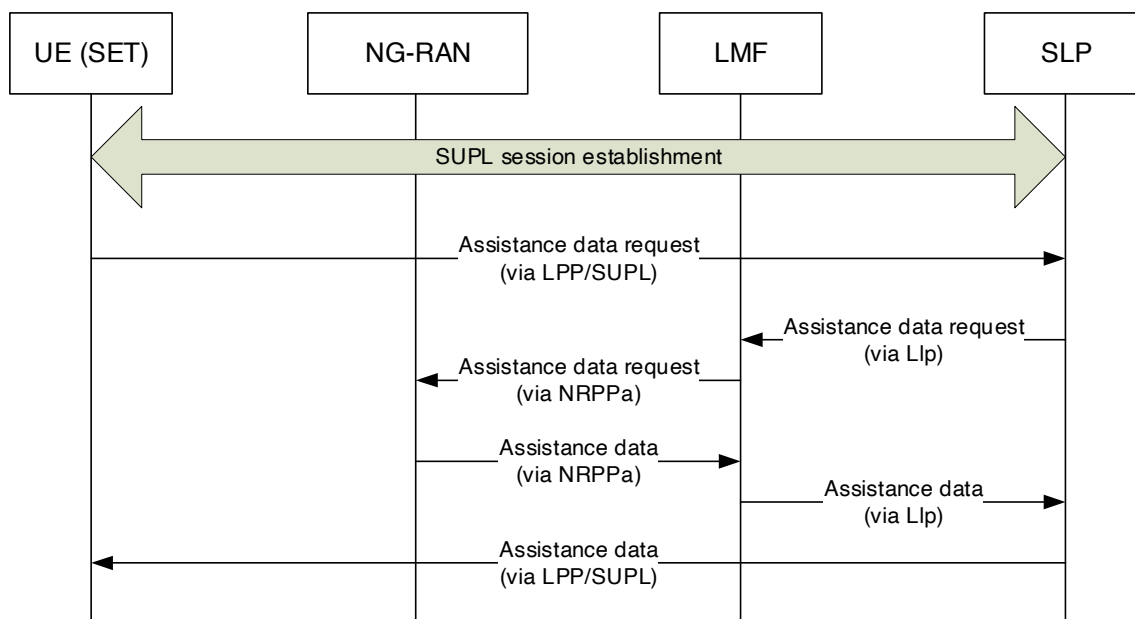 UE (SET)
NG-RAN
LMF
SLP
SUPL session establishment
Assistance data request
(via LPP/SUPL)
Assistance data request
(via Llp)
Assistance data request
(via NRPPa)
Assistance data
(via NRPPa)
Assistance data
(via Llp)
Assistance data
(via LPP/SUPL)